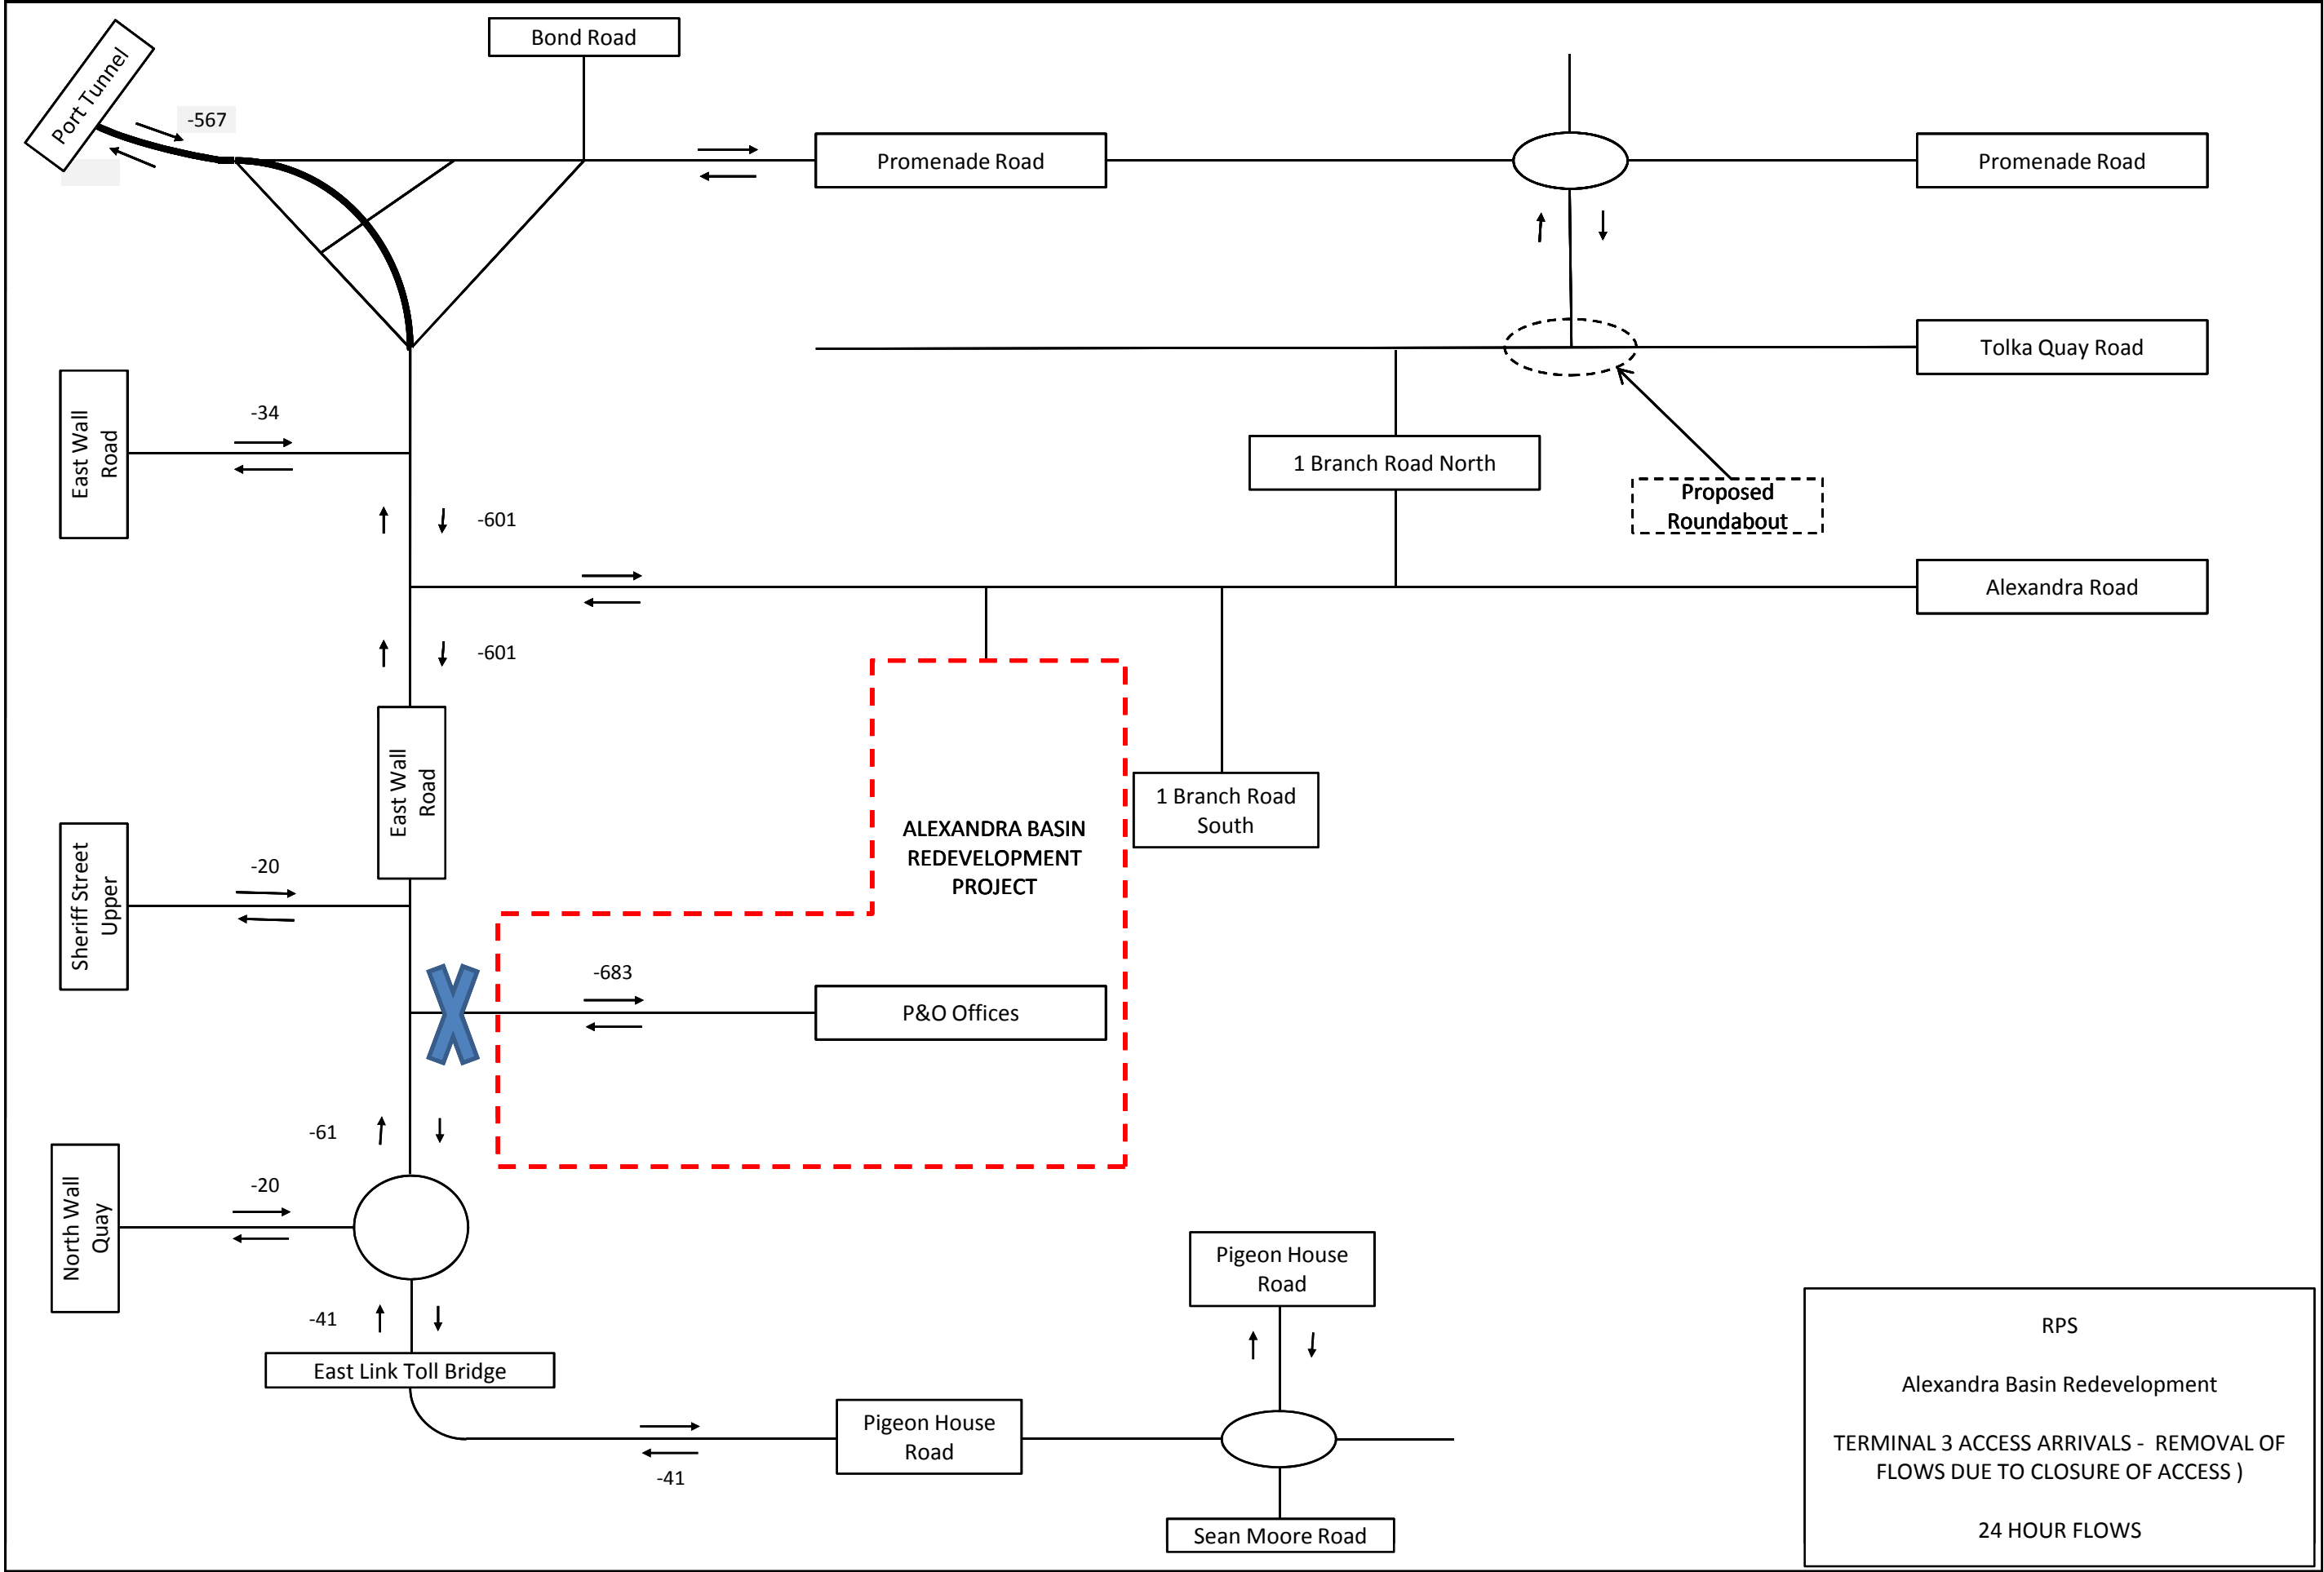 Bond Road
Port Tunnel
-567
Promenade Road
Promenade Road
Tolka Quay Road
East Wall
Road
-34
1 Branch Road North
Proposed
Roundabout
-601
Alexandra Road
-601
East Wall
Road
1 Branch Road
South
ALEXANDRA BASIN
REDEVELOPMENT
PROJECT
Sheriff Street
Upper
-20
-683
P&O Offices
-61
North Wall
Quay
-20
Pigeon House
Road
-41
East Link Toll Bridge
Pigeon House
Road
-41
Sean Moore Road
RPS
Alexandra Basin Redevelopment
TERMINAL 3 ACCESS ARRIVALS - REMOVAL OF
FLOWS DUE TO CLOSURE OF ACCESS )
24 HOUR FLOWS